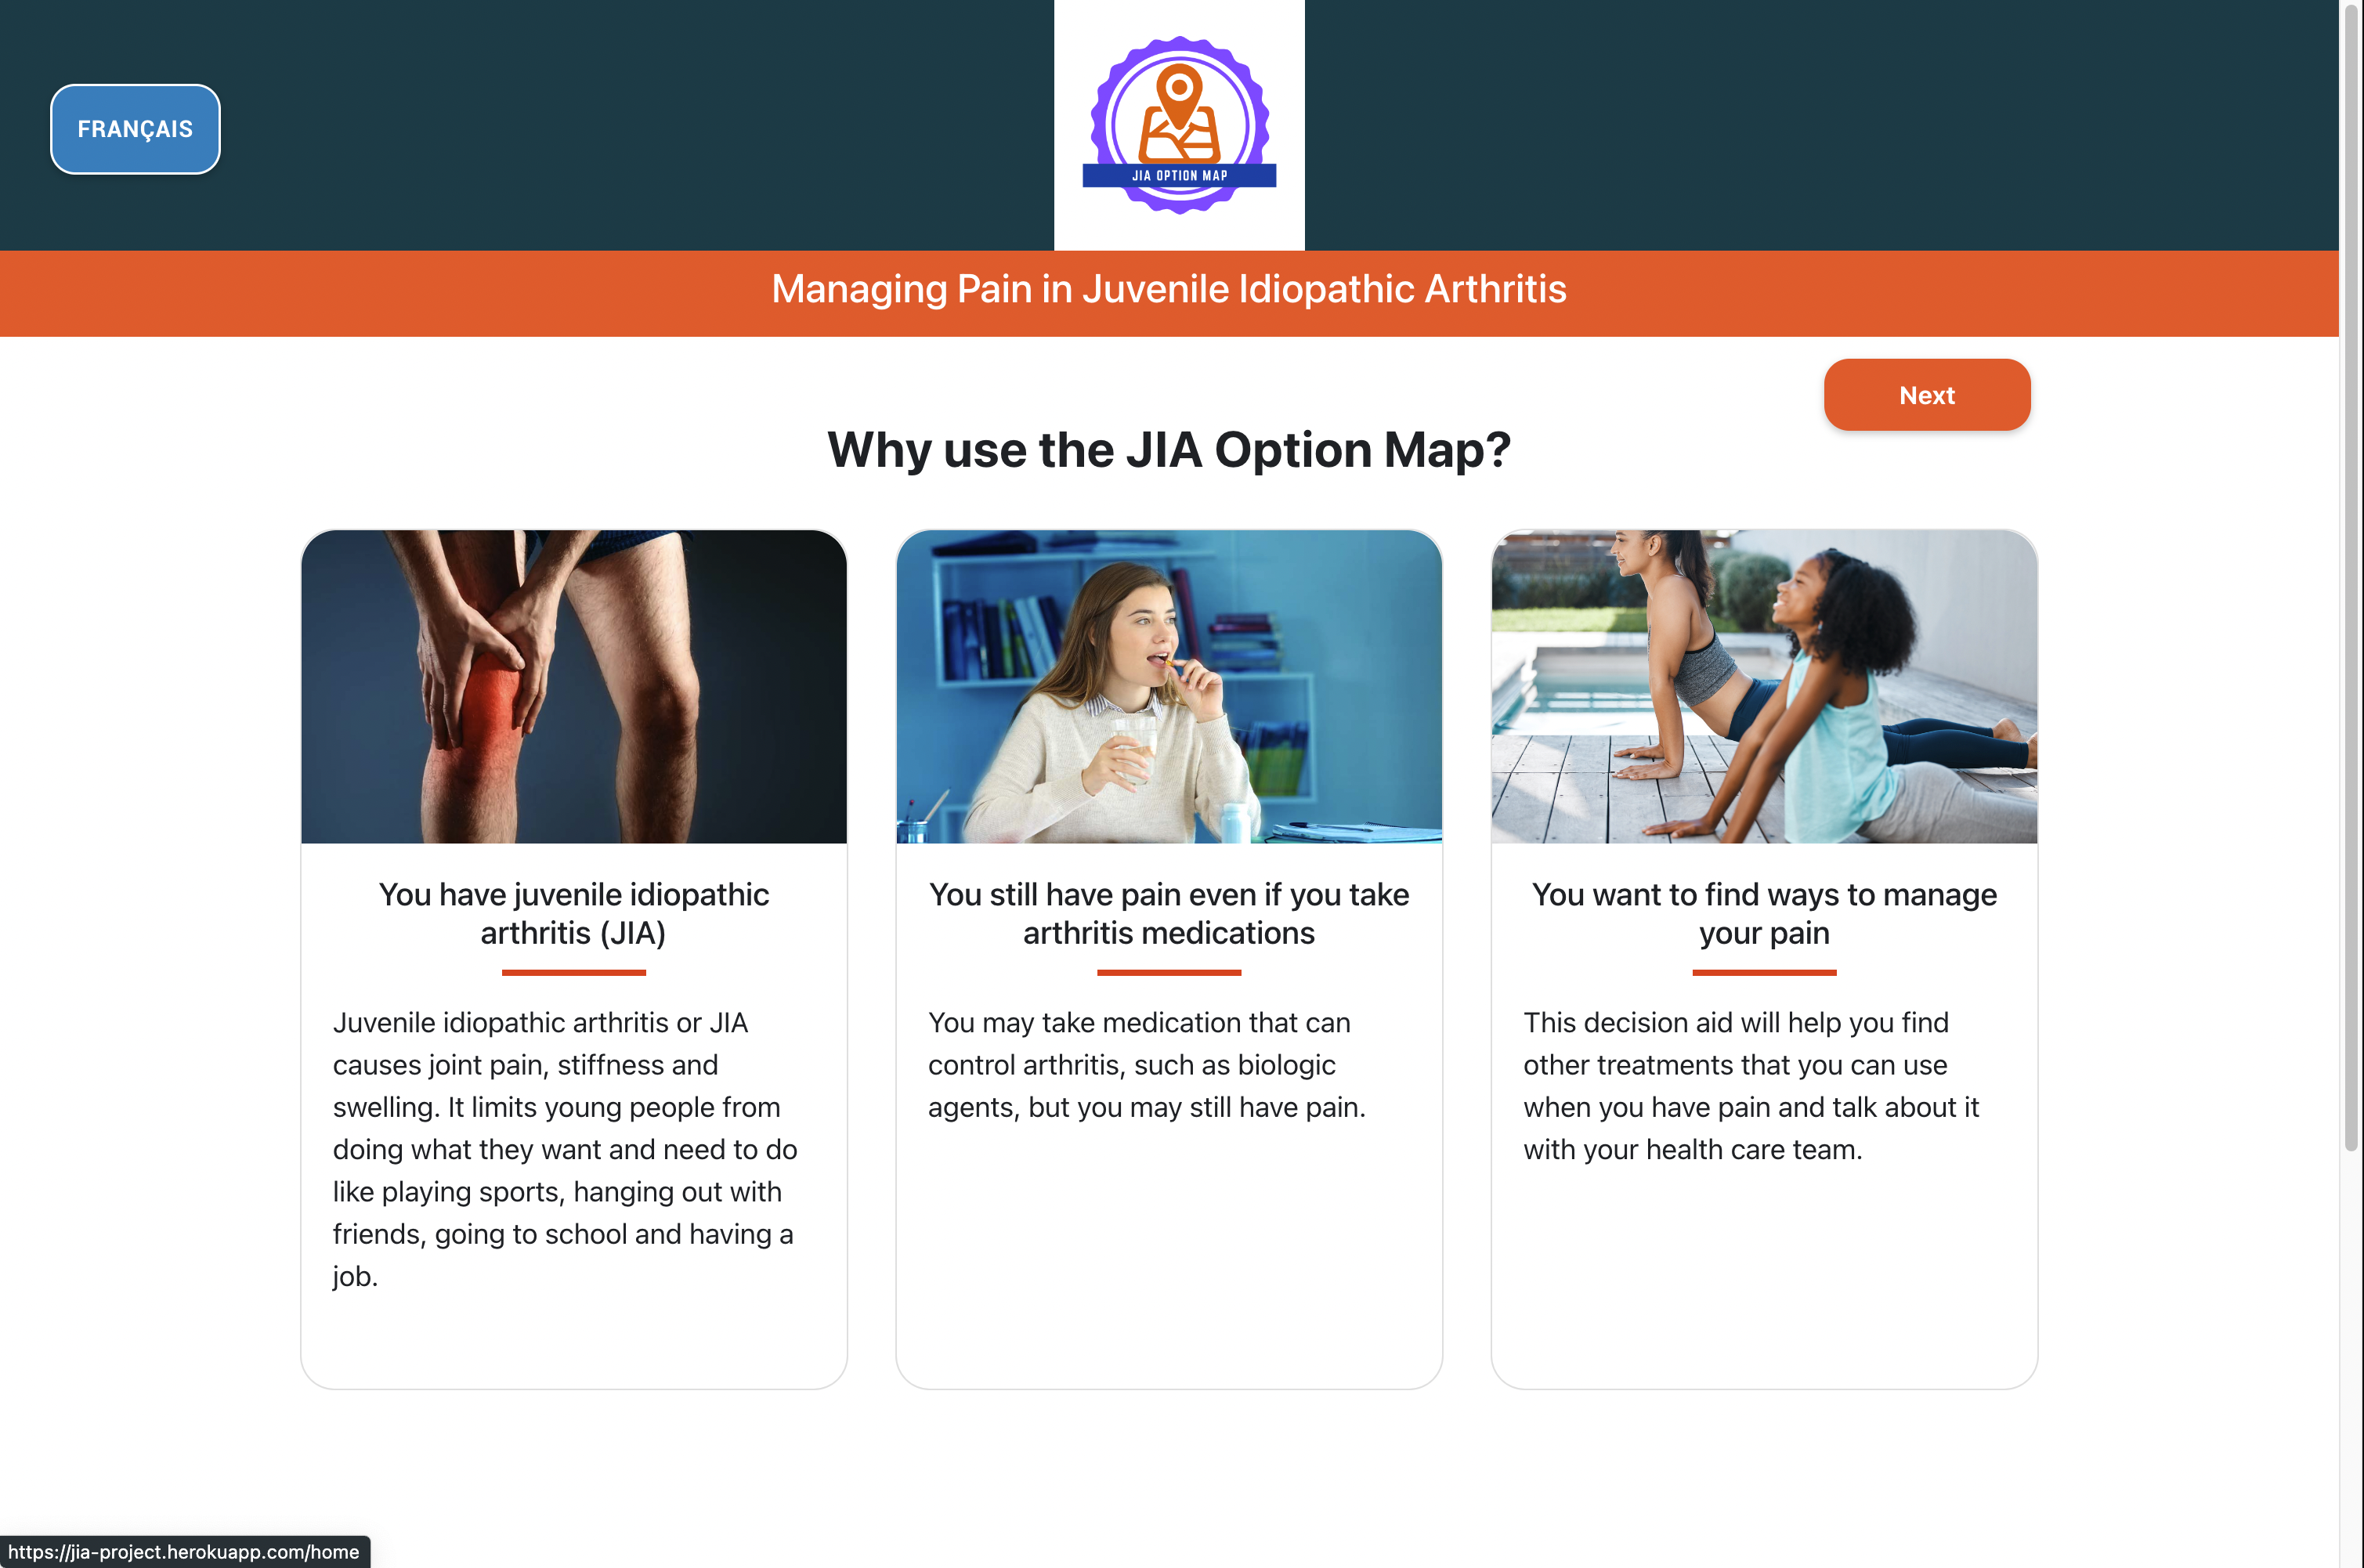 FRANÇAIS
JIA OPTION MAP
Managing Pain in Juvenile Idiopathic Arthritis
Next
Why use the JIA Option Map?
You have juvenile idiopathic
arthritis (JIA)
Juvenile idiopathic arthritis or JIA
causes joint pain, stiffness and
swelling. It limits young people from
doing what they want and need to do
like playing sports, hanging out with
friends, going to school and having a
job.
You still have pain even if you take
arthritis medications
You may take medication that can
control arthritis, such as biologic
agents, but you may still have pain.
You want to find ways to manage
your pain
This decision aid will help you find
other treatments that you can use
when you have pain and talk about it
with your health care team.
https://jia-project.herokuapp.com/home